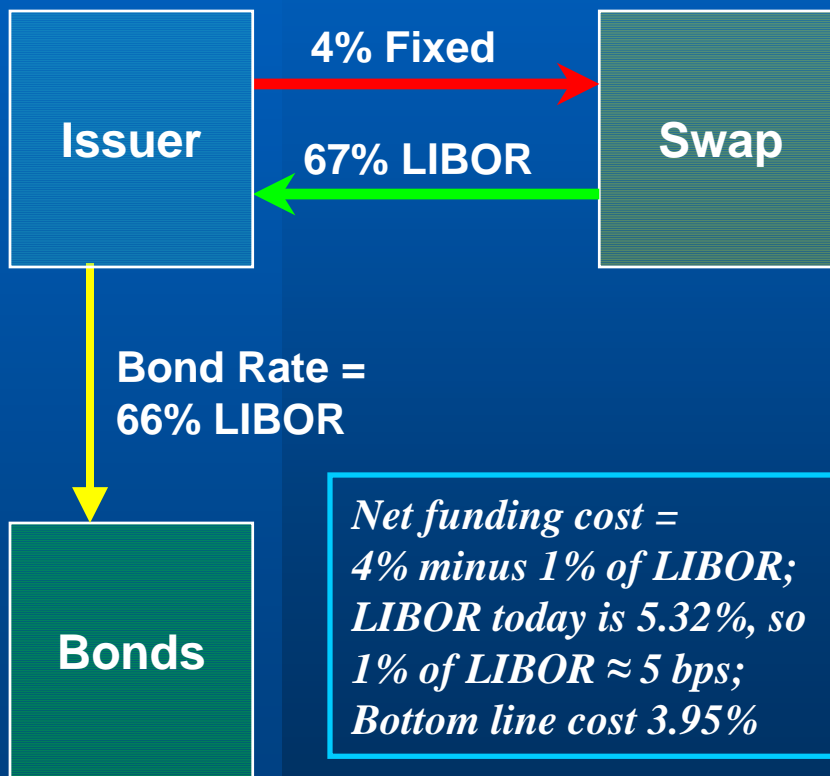 4% Fixed
Issuer
Swap
67% LIBOR
Bond Rate =
66% LIBOR
Net funding cost =
4% minus 1% of LIBOR;
LIBOR today is 5.32%, so
1% of LIBOR ≈ 5 bps;
Bottom line cost 3.95%
Bonds